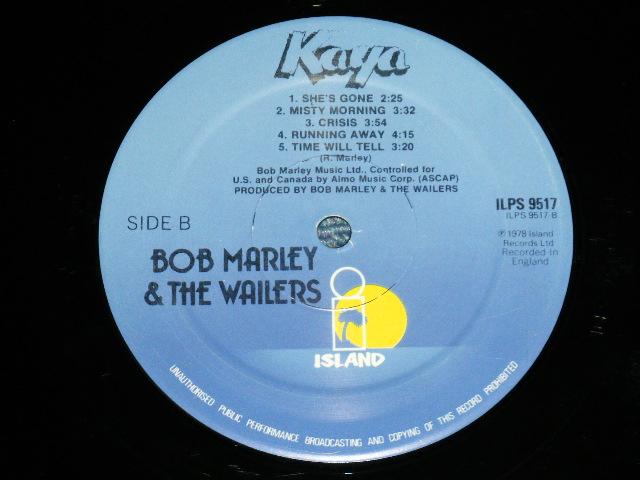 Kaya
1. SHE'S GONE 2:25
2. MISTY MORNING 3:32
3. CRISIS 3:54
4. RUNNING AWAY 4:15
5. TIME WILL TELL 3:20
(R. Marley)
Bob Marley Music Ltd., Controlled for
U.S. and Canada by Almo Music Corp. (ASCAP)
PRODUCED BY BOB MARLEY & THE WAILERS
ILPS 9517
ILPS 9517-B
SIDE B
℗ 1978 Island
Records Ltd
Recorded in
England
BOB MARLEY
& THE WAILERS
ISLAND
UNAUTHORISED PUBLIC PERFORMANCE BROADCASTING AND COPYING OF THIS RECORD PROHIBITED